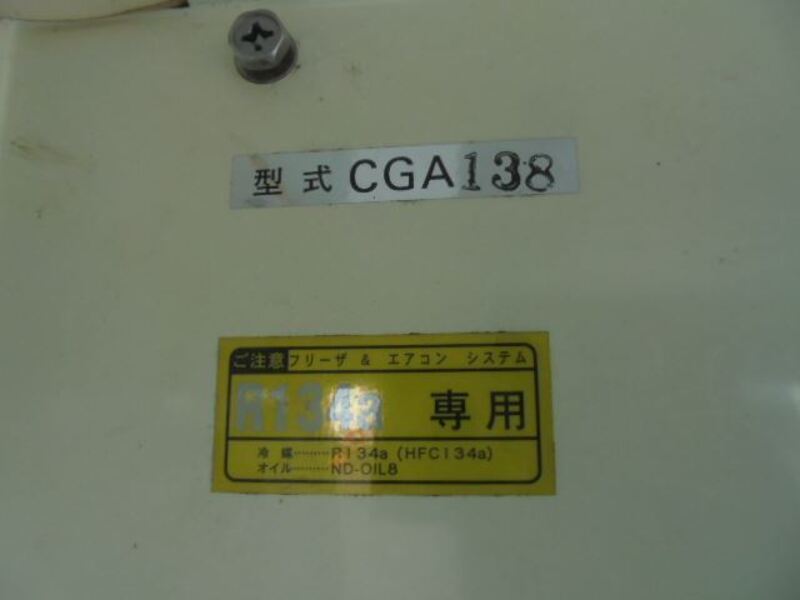 型式 CGA138
ご注意 フリーザ & エアコン システム
R134a 専用
冷媒………R134a (HFC134a)
オイル………ND-OIL8